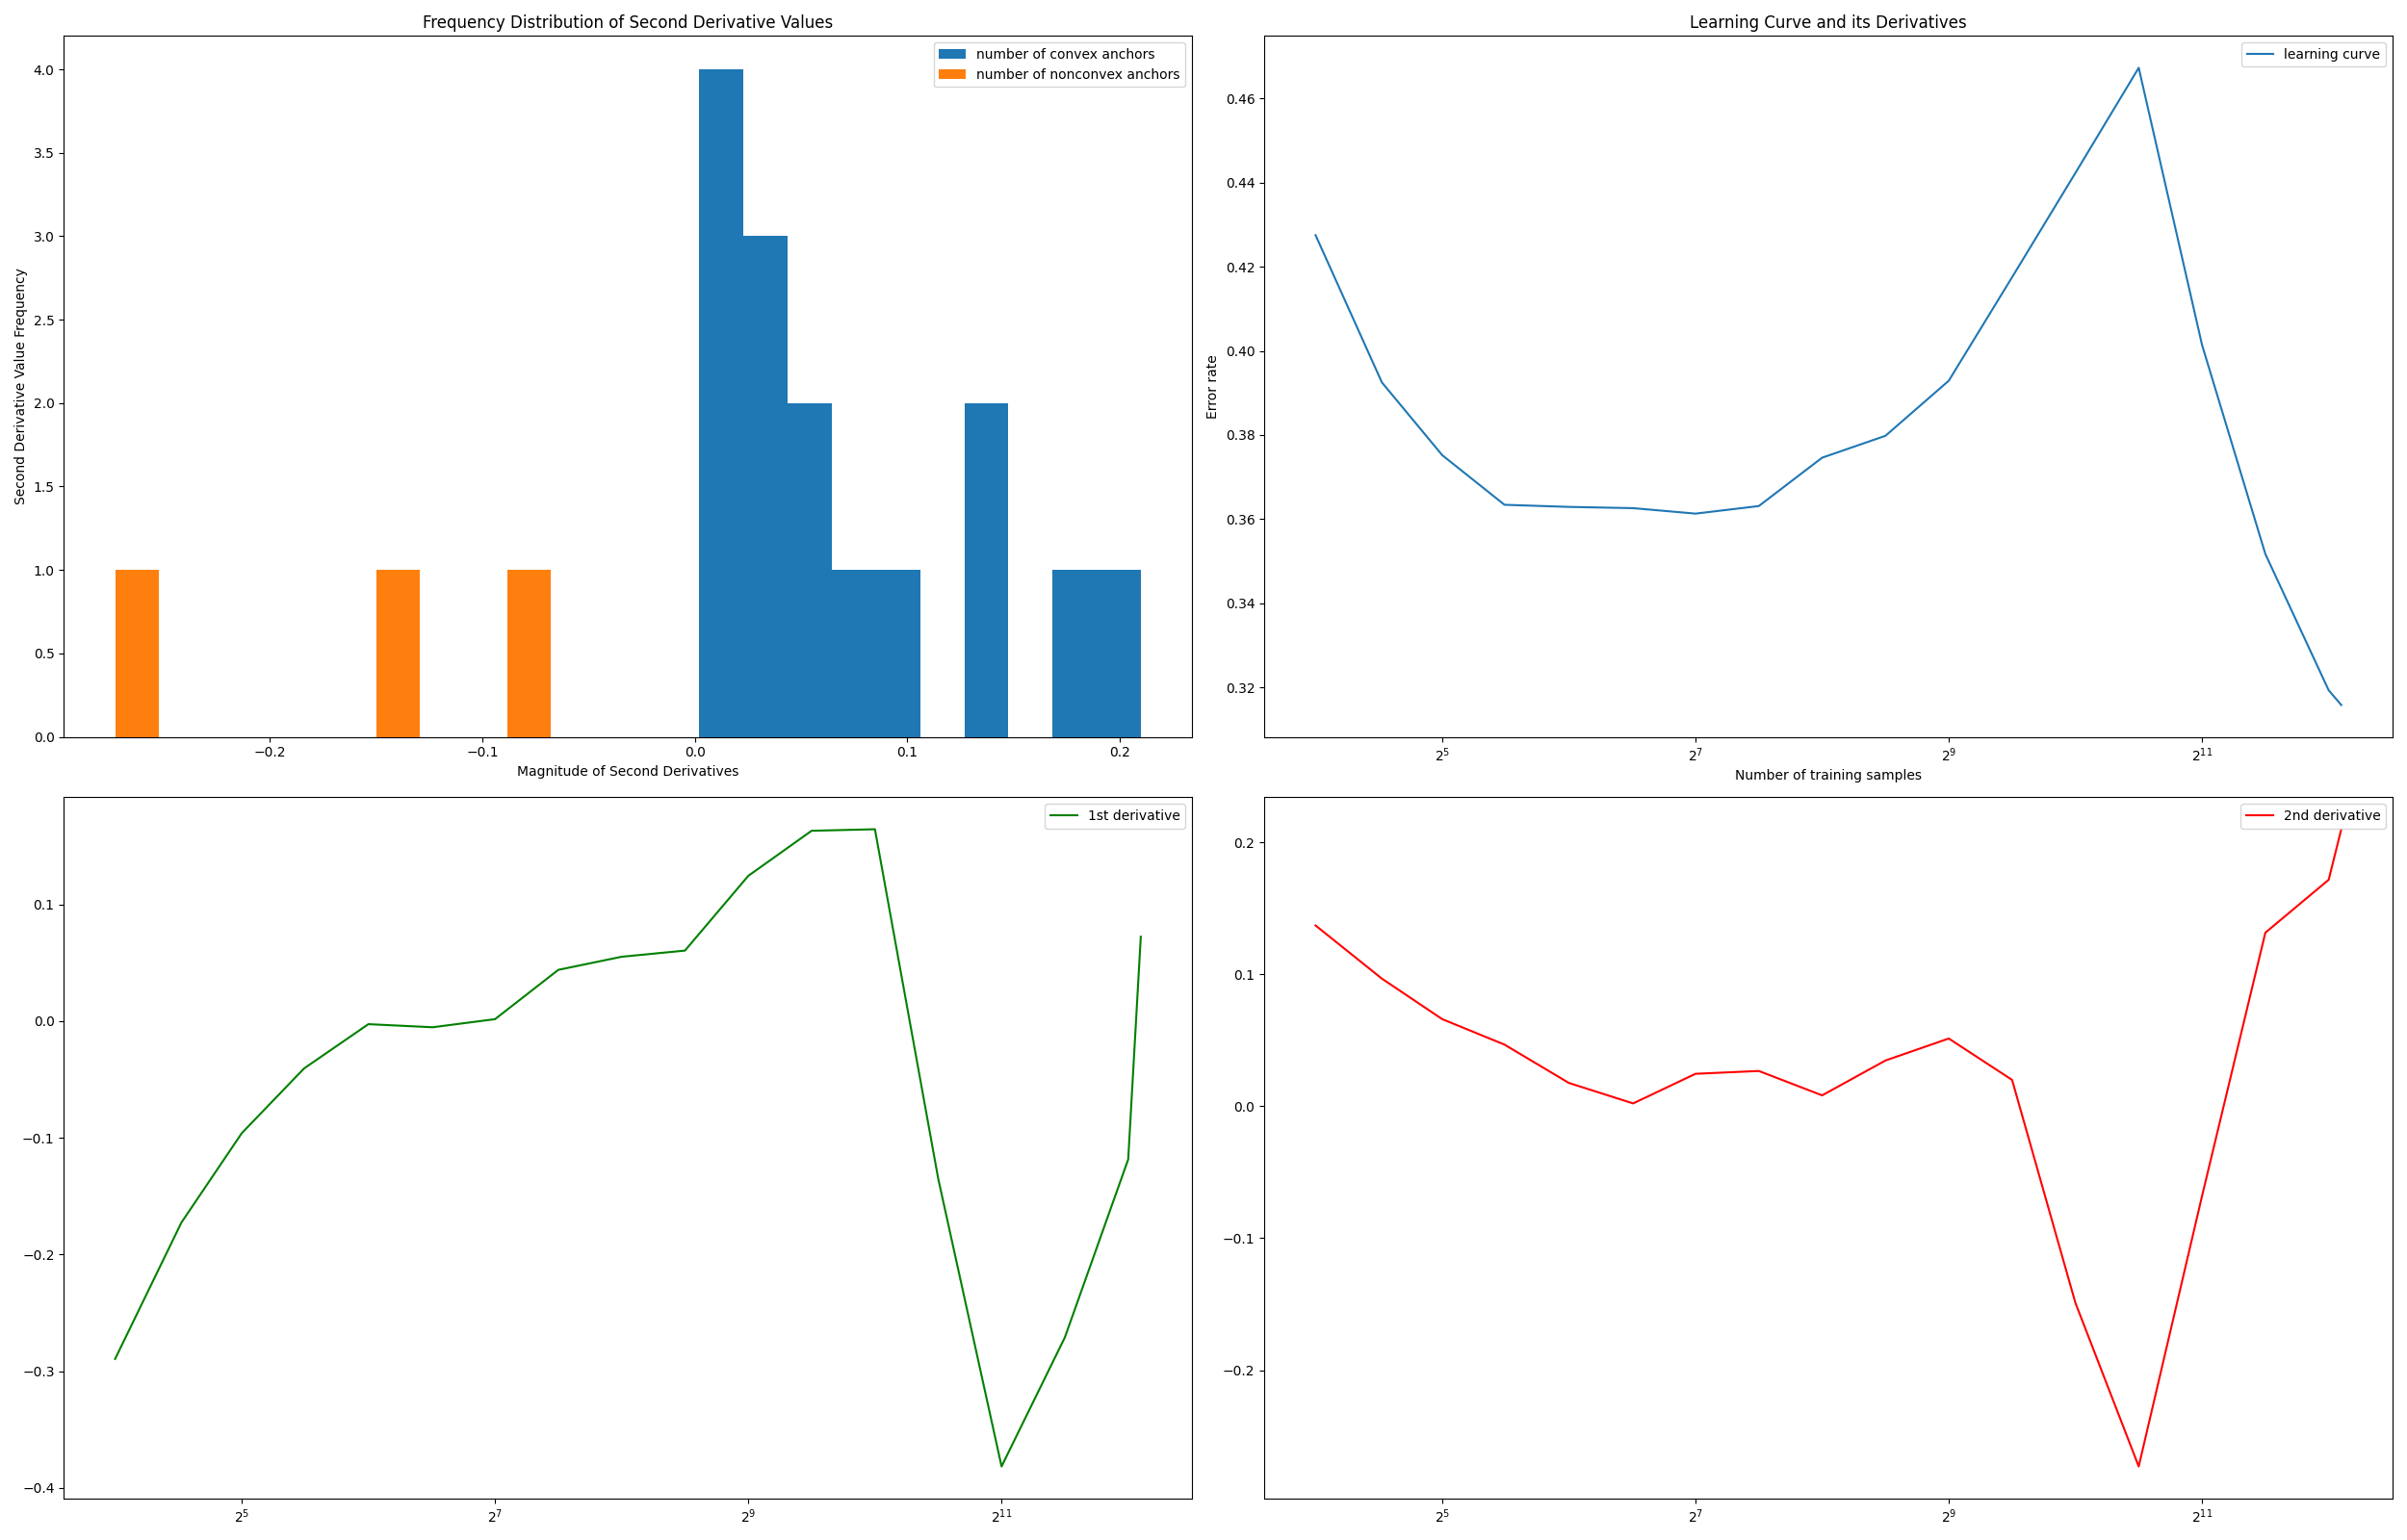 Frequency Distribution of Second Derivative Values
number of convex anchors
number of nonconvex anchors
Second Derivative Value Frequency
4.0
3.5
3.0
2.5
2.0
1.5
1.0
0.5
0.0
−0.2 −0.1 0.0 0.1 0.2
Magnitude of Second Derivatives
Learning Curve and its Derivatives
learning curve
Error rate
0.46
0.44
0.42
0.40
0.38
0.36
0.34
0.32
2⁵ 2⁷ 2⁹ 2¹¹
Number of training samples
1st derivative
0.1
0.0
−0.1
−0.2
−0.3
−0.4
2⁵ 2⁷ 2⁹ 2¹¹
2nd derivative
0.2
0.1
0.0
−0.1
−0.2
2⁵ 2⁷ 2⁹ 2¹¹